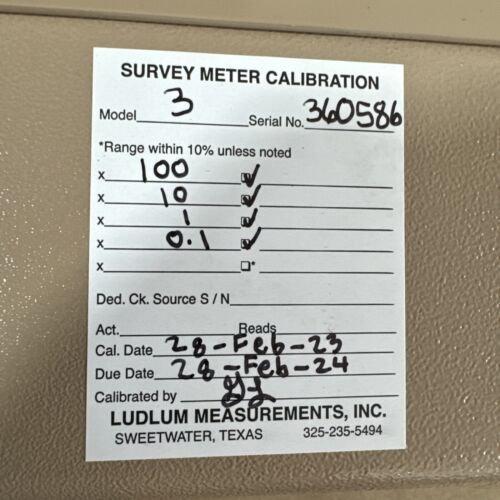 SURVEY METER CALIBRATION
Model 3 Serial No. 360586
*Range within 10% unless noted
x 100
x 10
x 1
x 0.1
x *
Ded. Ck. Source S / N
Act. Reads
Cal. Date 28-Feb-23
Due Date 28-Feb-24
Calibrated by
LUDLUM MEASUREMENTS, INC.
SWEETWATER, TEXAS 325-235-5494